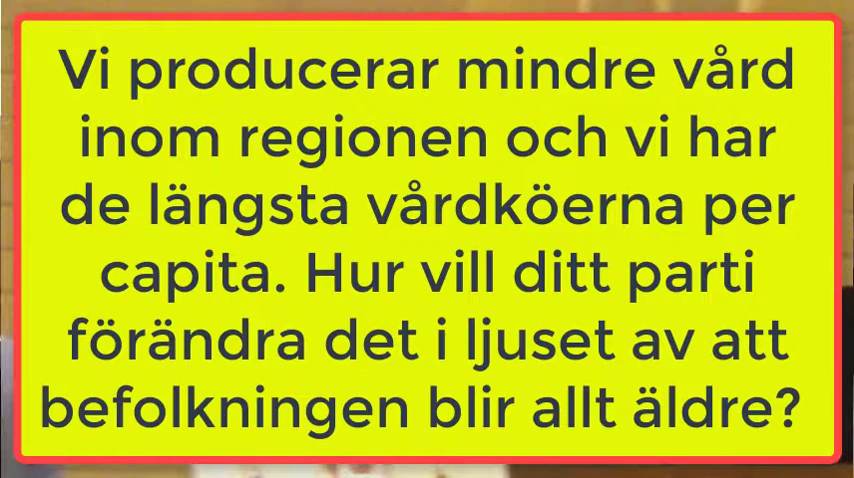 Vi producerar mindre vård
inom regionen och vi har
de längsta vårdköerna per
capita. Hur vill ditt parti
förändra det i ljuset av att
befolkningen blir allt äldre?